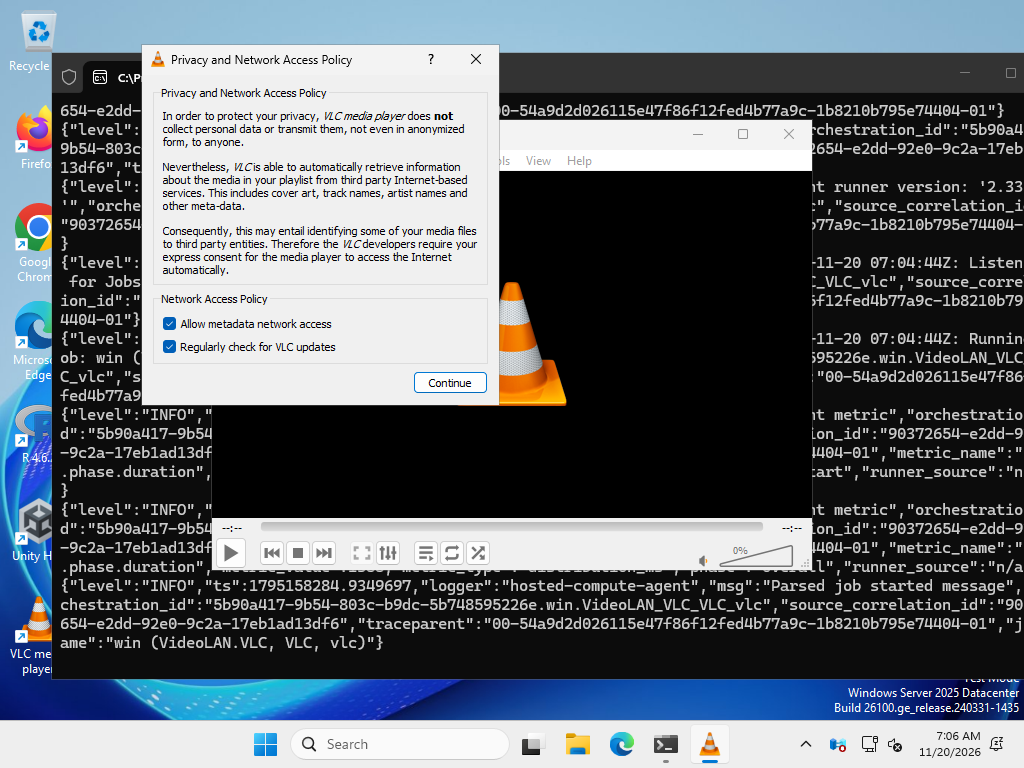 Recycle
Firefo
Google
Chrom
Microso
Edge
R 4.6.
Unity H
VLC me
player
C:\P
Privacy and Network Access Policy
?
Privacy and Network Access Policy
In order to protect your privacy, VLC media player does not
collect personal data or transmit them, not even in anonymized
form, to anyone.
Nevertheless, VLC is able to automatically retrieve information
about the media in your playlist from third party Internet-based
services. This includes cover art, track names, artist names and
other meta-data.
Consequently, this may entail identifying some of your media files
to third party entities. Therefore the VLC developers require your
express consent for the media player to access the Internet
automatically.
Network Access Policy
Allow metadata network access
Regularly check for VLC updates
Continue
View Help
--:-- --:--
0%
654-e2dd- 00-54a9d2d026115e47f86f12fed4b77a9c-1b8210b795e74404-01"}
{"level": rchestration_id":"5b90a4
9b54-803c 654-e2dd-92e0-9c2a-17eb
13df6","t
{"level": nt runner version: '2.33
'","orche ","source_correlation_id
"90372654
}
{"level": -11-20 07:04:44Z: Listen
for Jobs C_VLC_vlc","source_corre
ion_id":" 6f12fed4b77a9c-1b8210b79
4404-01"}
{"level": -11-20 07:04:44Z: Runnin
ob: win ( 595226e.win.VideoLAN_VLC
C_vlc","s "00-54a9d2d026115e47f86
fed4b77a9
{"level":"INFO"," nt metric","orchestratio
d":"5b90a417-9b54 ion_id":"90372654-e2dd-9
-9c2a-17eb1ad13df 4404-01","metric_name":"
.phase.duration", art","runner_source":"n
}
{"level":"INFO"," nt metric","orchestratio
d":"5b90a417-9b54 ion_id":"90372654-e2dd-9
-9c2a-17eb1ad13df 4404-01","metric_name":"
.phase.duration", "runner_source":"n/a
{"level":"INFO","ts":1795158284.9349697,"logger":"hosted-compute-agent","msg":"Parsed job started message",
chestration_id":"5b90a417-9b54-803c-b9dc-5b748595226e.win.VideoLAN_VLC_VLC_vlc","source_correlation_id":"90
654-e2dd-92e0-9c2a-17eb1ad13df6","traceparent":"00-54a9d2d026115e47f86f12fed4b77a9c-1b8210b795e74404-01","j
ame":"win (VideoLAN.VLC, VLC, vlc)"}
Test Mode
Windows Server 2025 Datacenter
Build 26100.ge_release.240331-1435
Search
7:06 AM
11/20/2026